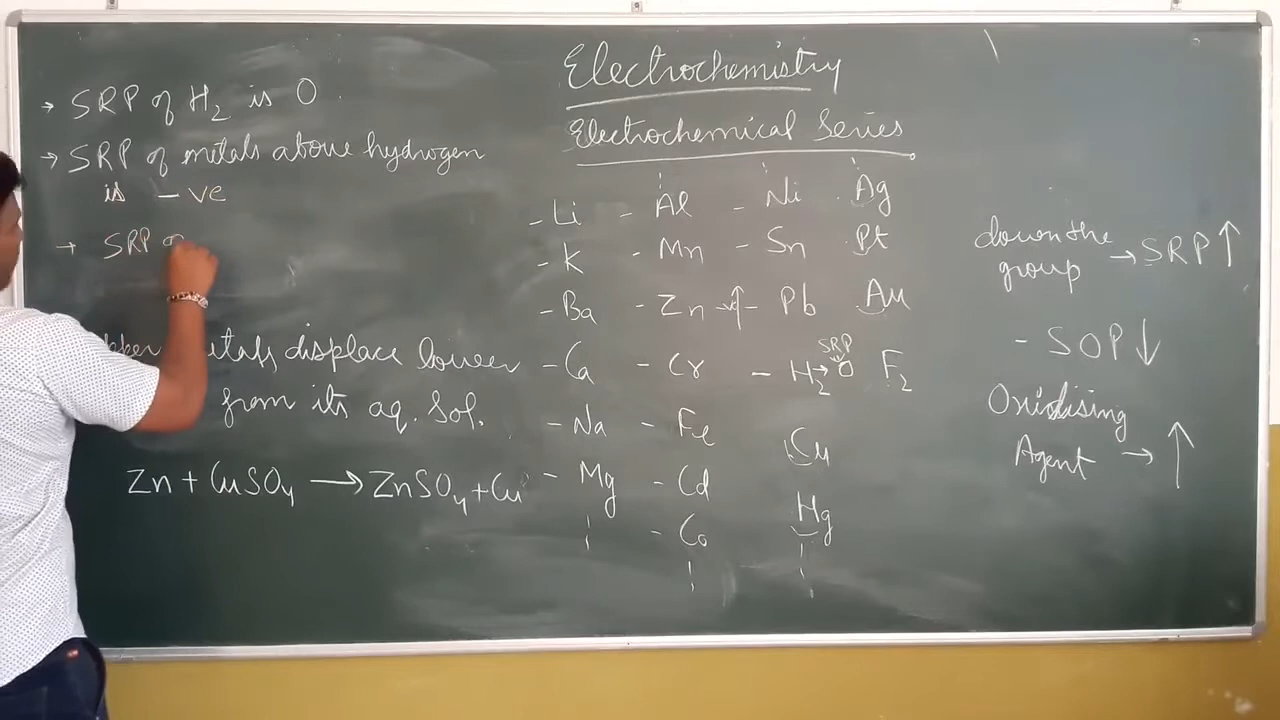 Electrochemistry
Electrochemical Series
→ SRP of H2 is 0.
→ SRP of metals above hydrogen
is -ve
→ SRP of
metals displace lower
from its aq. Sol.
Zn + CuSO4 → ZnSO4 + Cu
- Li
- K
- Ba
- Ca
- Na
- Mg
- Al
- Mn
- Zn
- Cr
- Fe
- Cd
- Co
- Ni
- Sn
- Pb
- H2 → 0
SRP
Cu
Hg
Ag
Pt
Au
F2
down the
group → SRP ↑
- SOP ↓
Oxidising
Agent → ↑